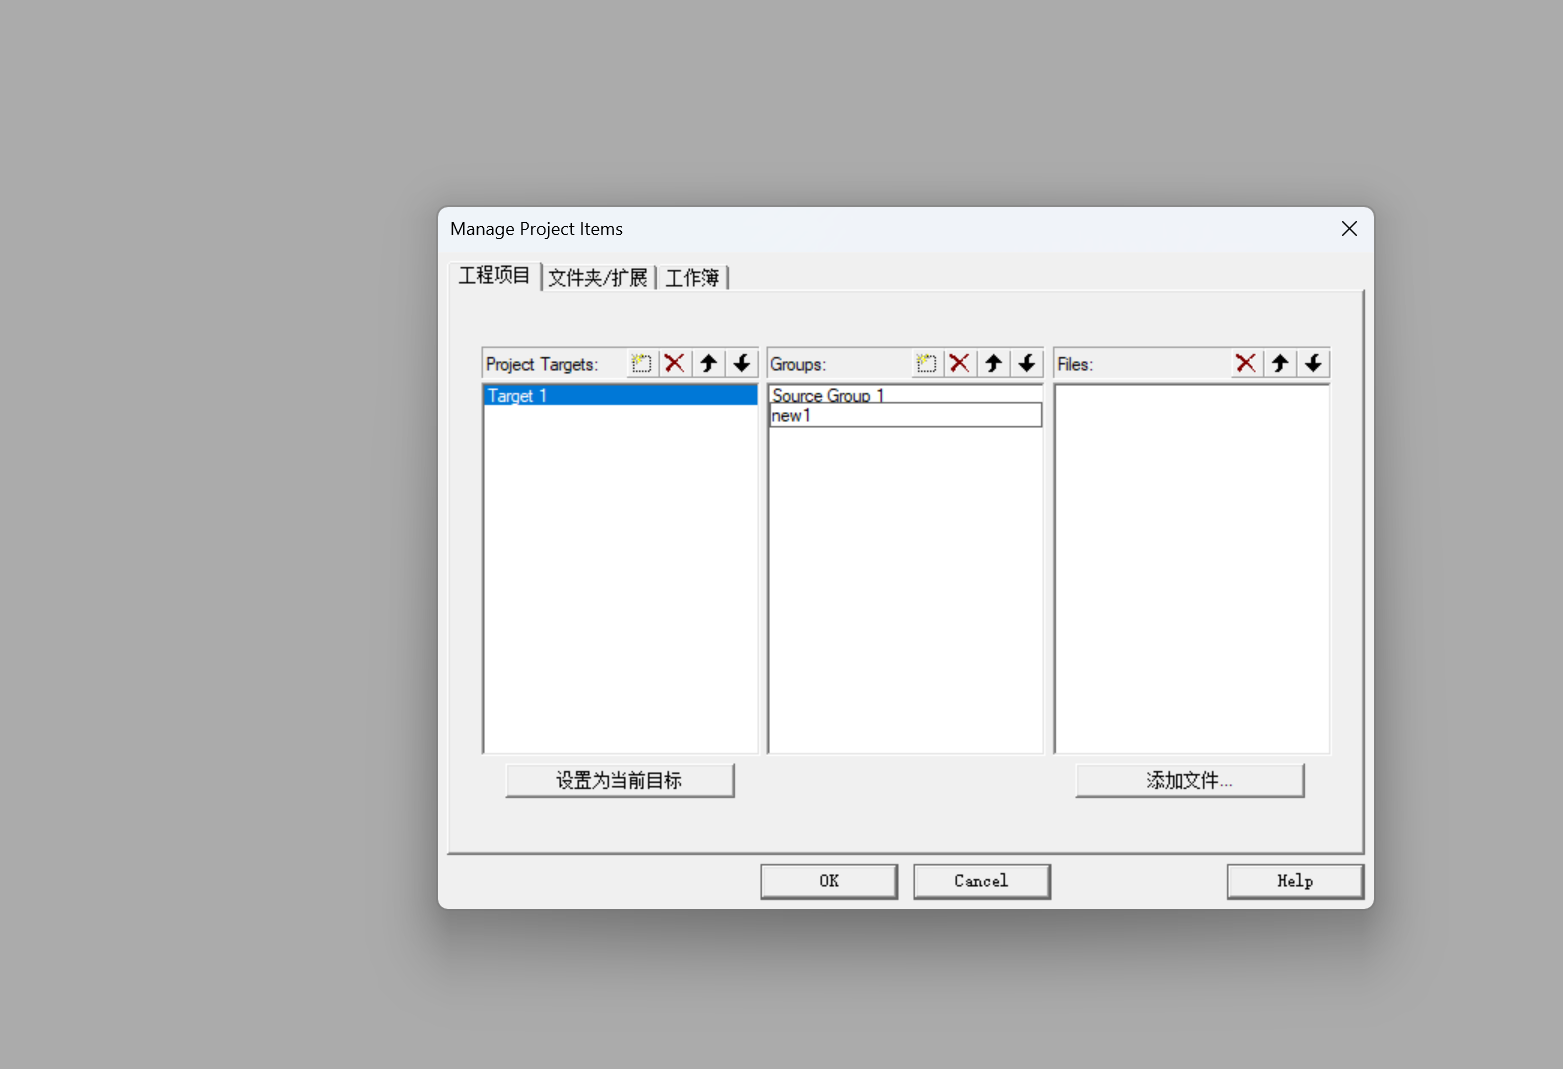 Manage Project Items
工程项目 文件夹/扩展 工作簿
Project Targets: Groups: Files:
Target 1
Source Group 1
new1
设置为当前目标 添加文件...
OK Cancel Help